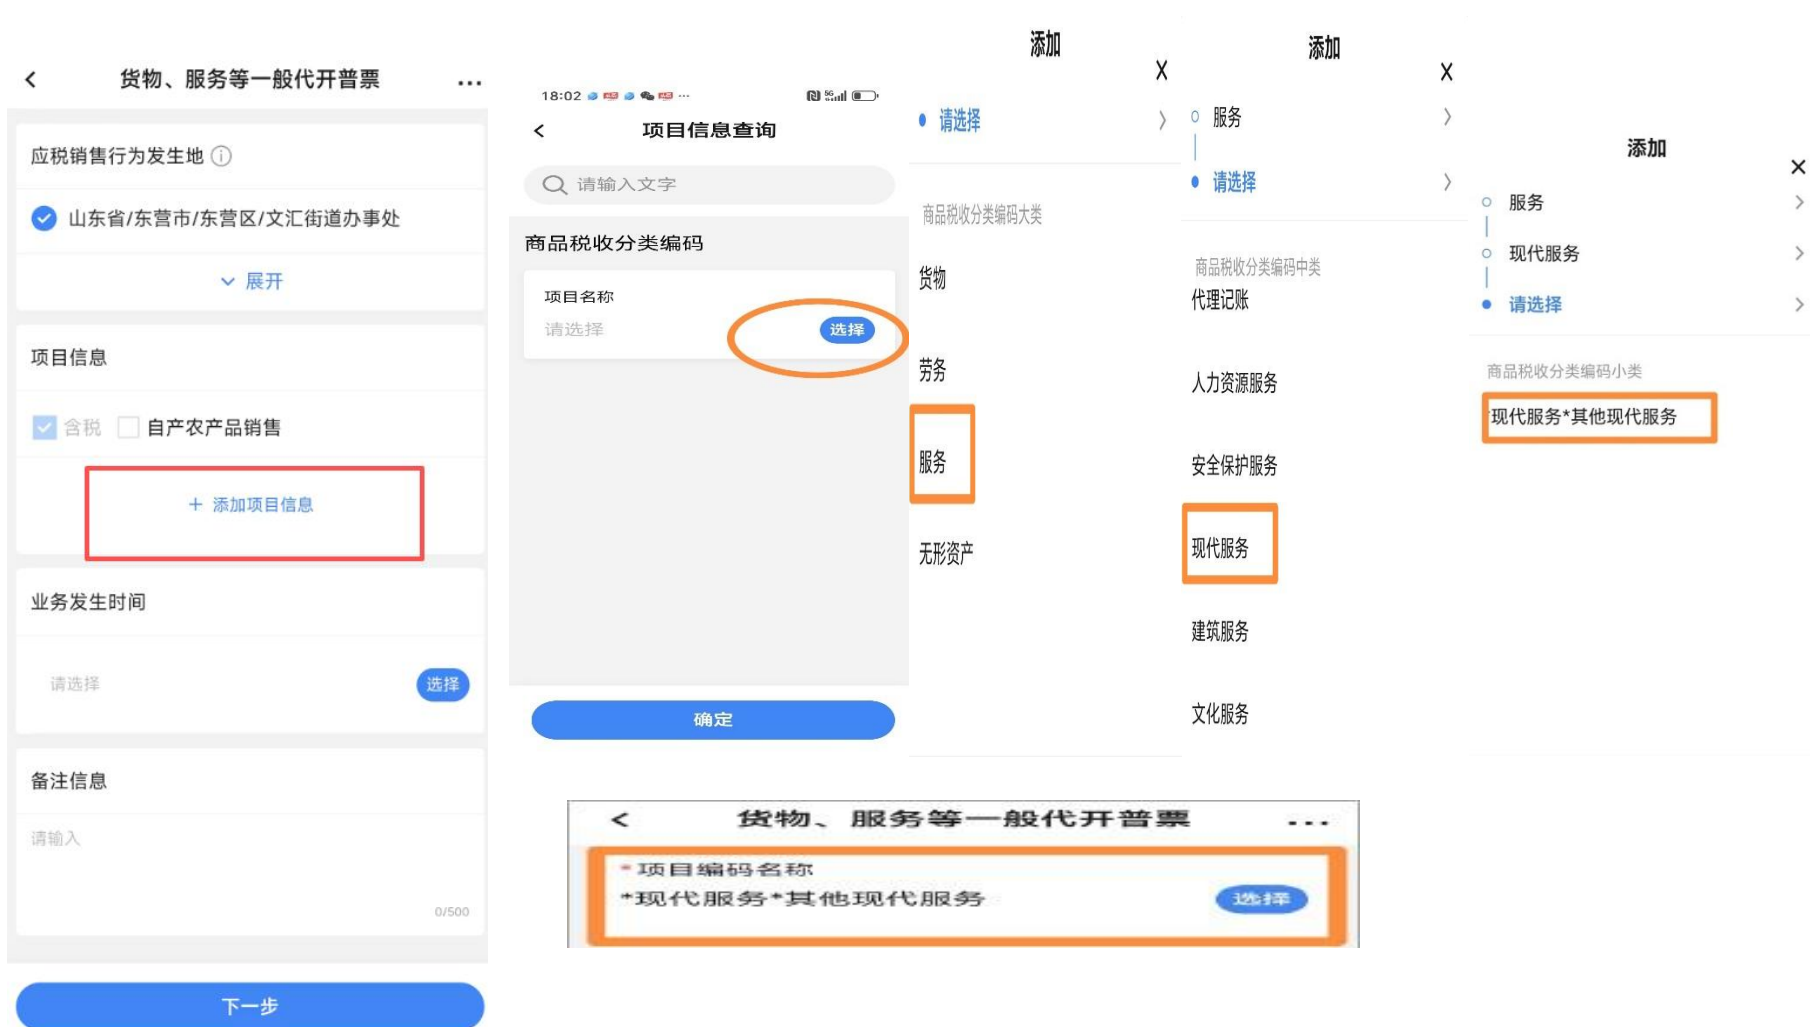 货物、服务等一般代开普票
应税销售行为发生地
山东省/东营市/东营区/文汇街道办事处
展开
项目信息
含税 自产农产品销售
+ 添加项目信息
业务发生时间
请选择 选择
备注信息
请输入
0/500
下一步
18:02
5G
项目信息查询
请输入文字
商品税收分类编码
项目名称
请选择 选择
确定
添加
X
请选择
商品税收分类编码大类
货物
劳务
服务
无形资产
添加
X
服务
请选择
商品税收分类编码中类
代理记账
人力资源服务
安全保护服务
现代服务
建筑服务
文化服务
添加
服务
现代服务
请选择
商品税收分类编码小类
*现代服务*其他现代服务
货物、服务等一般代开普票
*项目编码名称
*现代服务*其他现代服务 选择